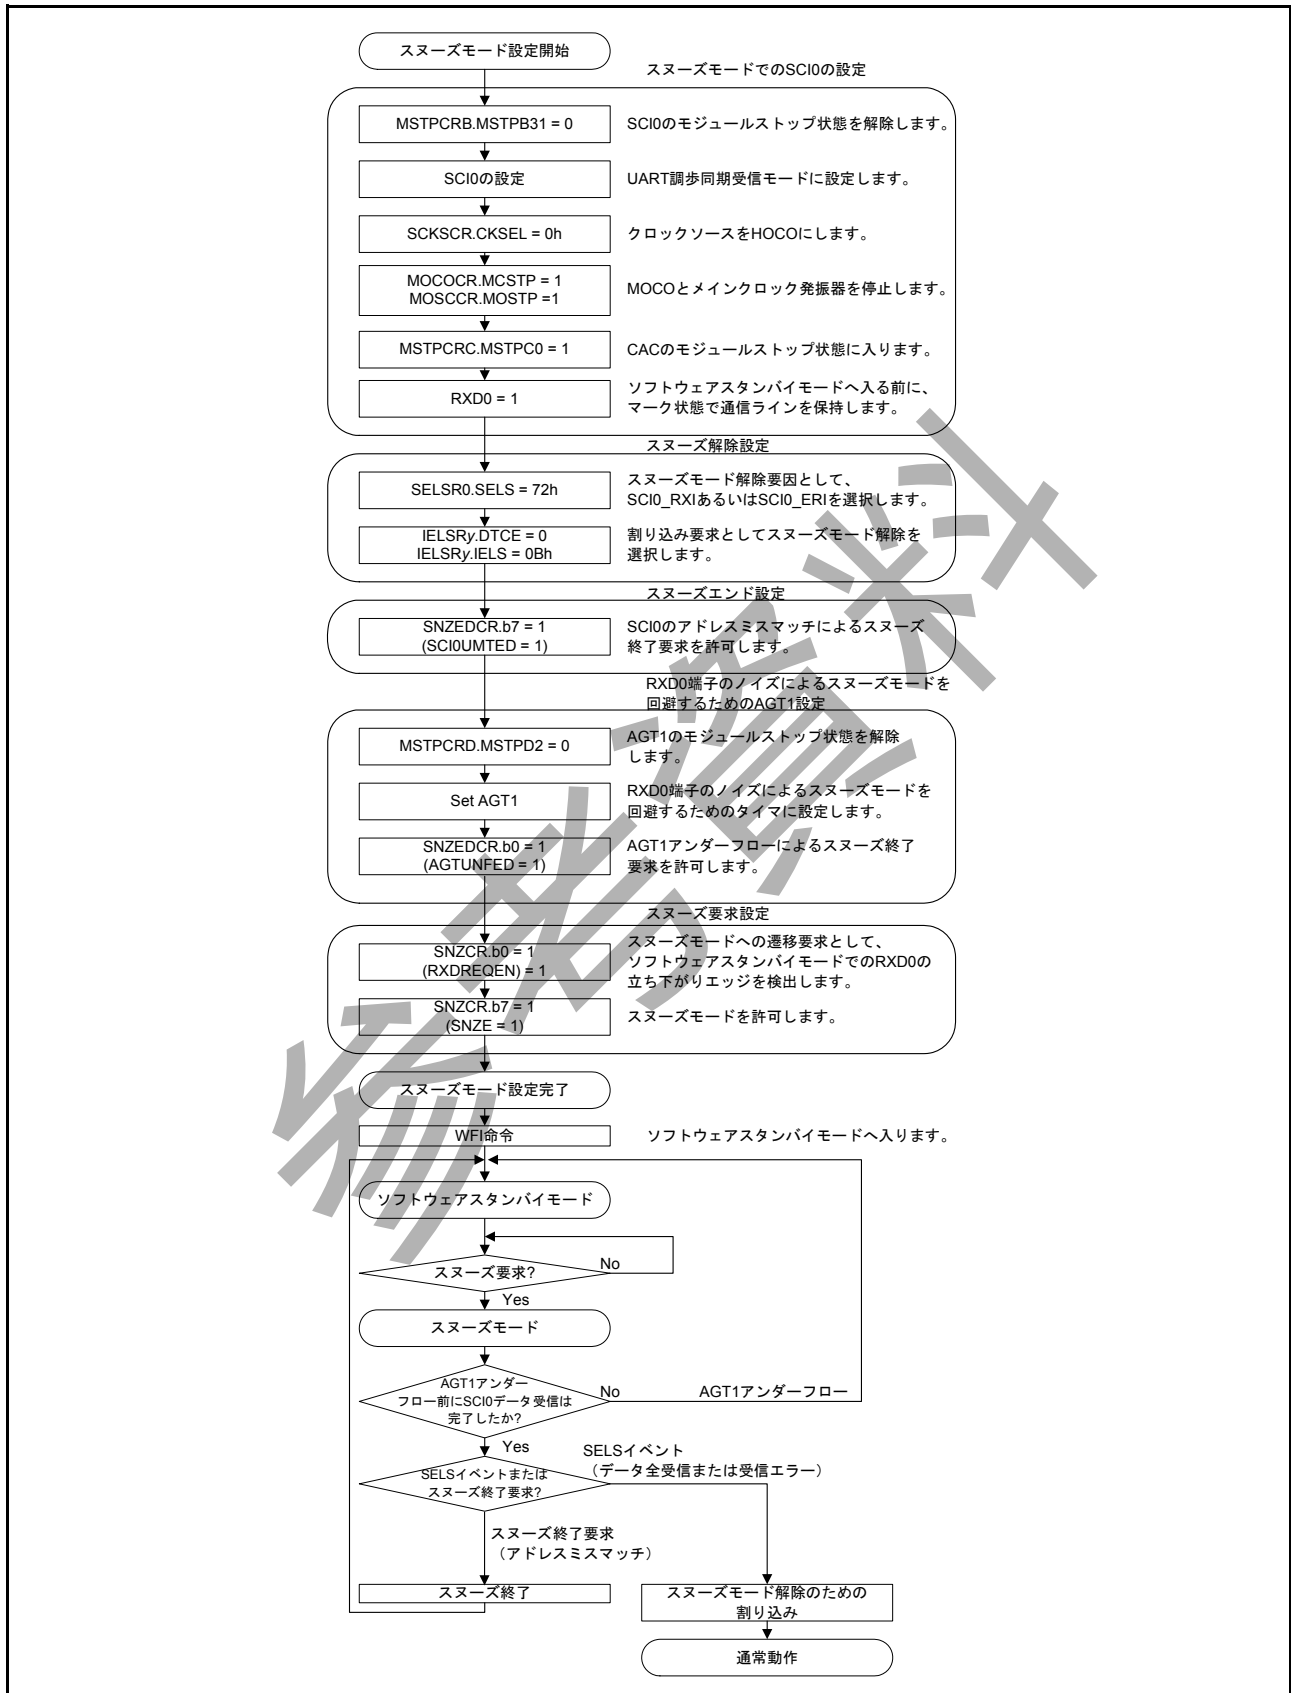 スヌーズモード設定開始
スヌーズモードでのSCI0の設定
MSTPCRB.MSTPB31 = 0
SCI0のモジュールストップ状態を解除します。
SCI0の設定
UART調歩同期受信モードに設定します。
SCKSCR.CKSEL = 0h
クロックソースをHOCOにします。
MOCOCR.MCSTP = 1
MOSCCR.MOSTP =1
MOCOとメインクロック発振器を停止します。
MSTPCRC.MSTPC0 = 1
CACのモジュールストップ状態に入ります。
RXD0 = 1
ソフトウェアスタンバイモードへ入る前に、
マーク状態で通信ラインを保持します。
スヌーズ解除設定
SELSR0.SELS = 72h
スヌーズモード解除要因として、
SCI0_RXIあるいはSCI0_ERIを選択します。
IELSRy.DTCE = 0
IELSRy.IELS = 0Bh
割り込み要求としてスヌーズモード解除を
選択します。
スヌーズエンド設定
SNZEDCR.b7 = 1
(SCI0UMTED = 1)
SCI0のアドレスミスマッチによるスヌーズ
終了要求を許可します。
RXD0端子のノイズによるスヌーズモードを
回避するためのAGT1設定
MSTPCRD.MSTPD2 = 0
AGT1のモジュールストップ状態を解除
します。
Set AGT1
RXD0端子のノイズによるスヌーズモードを
回避するためのタイマに設定します。
SNZEDCR.b0 = 1
(AGTUNFED = 1)
AGT1アンダーフローによるスヌーズ終了
要求を許可します。
スヌーズ要求設定
SNZCR.b0 = 1
(RXDREQEN) = 1
スヌーズモードへの遷移要求として、
ソフトウェアスタンバイモードでのRXD0の
立ち下がりエッジを検出します。
SNZCR.b7 = 1
(SNZE = 1)
スヌーズモードを許可します。
スヌーズモード設定完了
WFI命令
ソフトウェアスタンバイモードへ入ります。
ソフトウェアスタンバイモード
スヌーズ要求?
No
Yes
スヌーズモード
AGT1アンダー
フロー前にSCI0データ受信は
完了したか?
No
AGT1アンダーフロー
Yes
SELSイベント
（データ全受信または受信エラー）
SELSイベントまたは
スヌーズ終了要求?
スヌーズ終了要求
（アドレスミスマッチ）
スヌーズ終了
スヌーズモード解除のための
割り込み
通常動作
参考資料